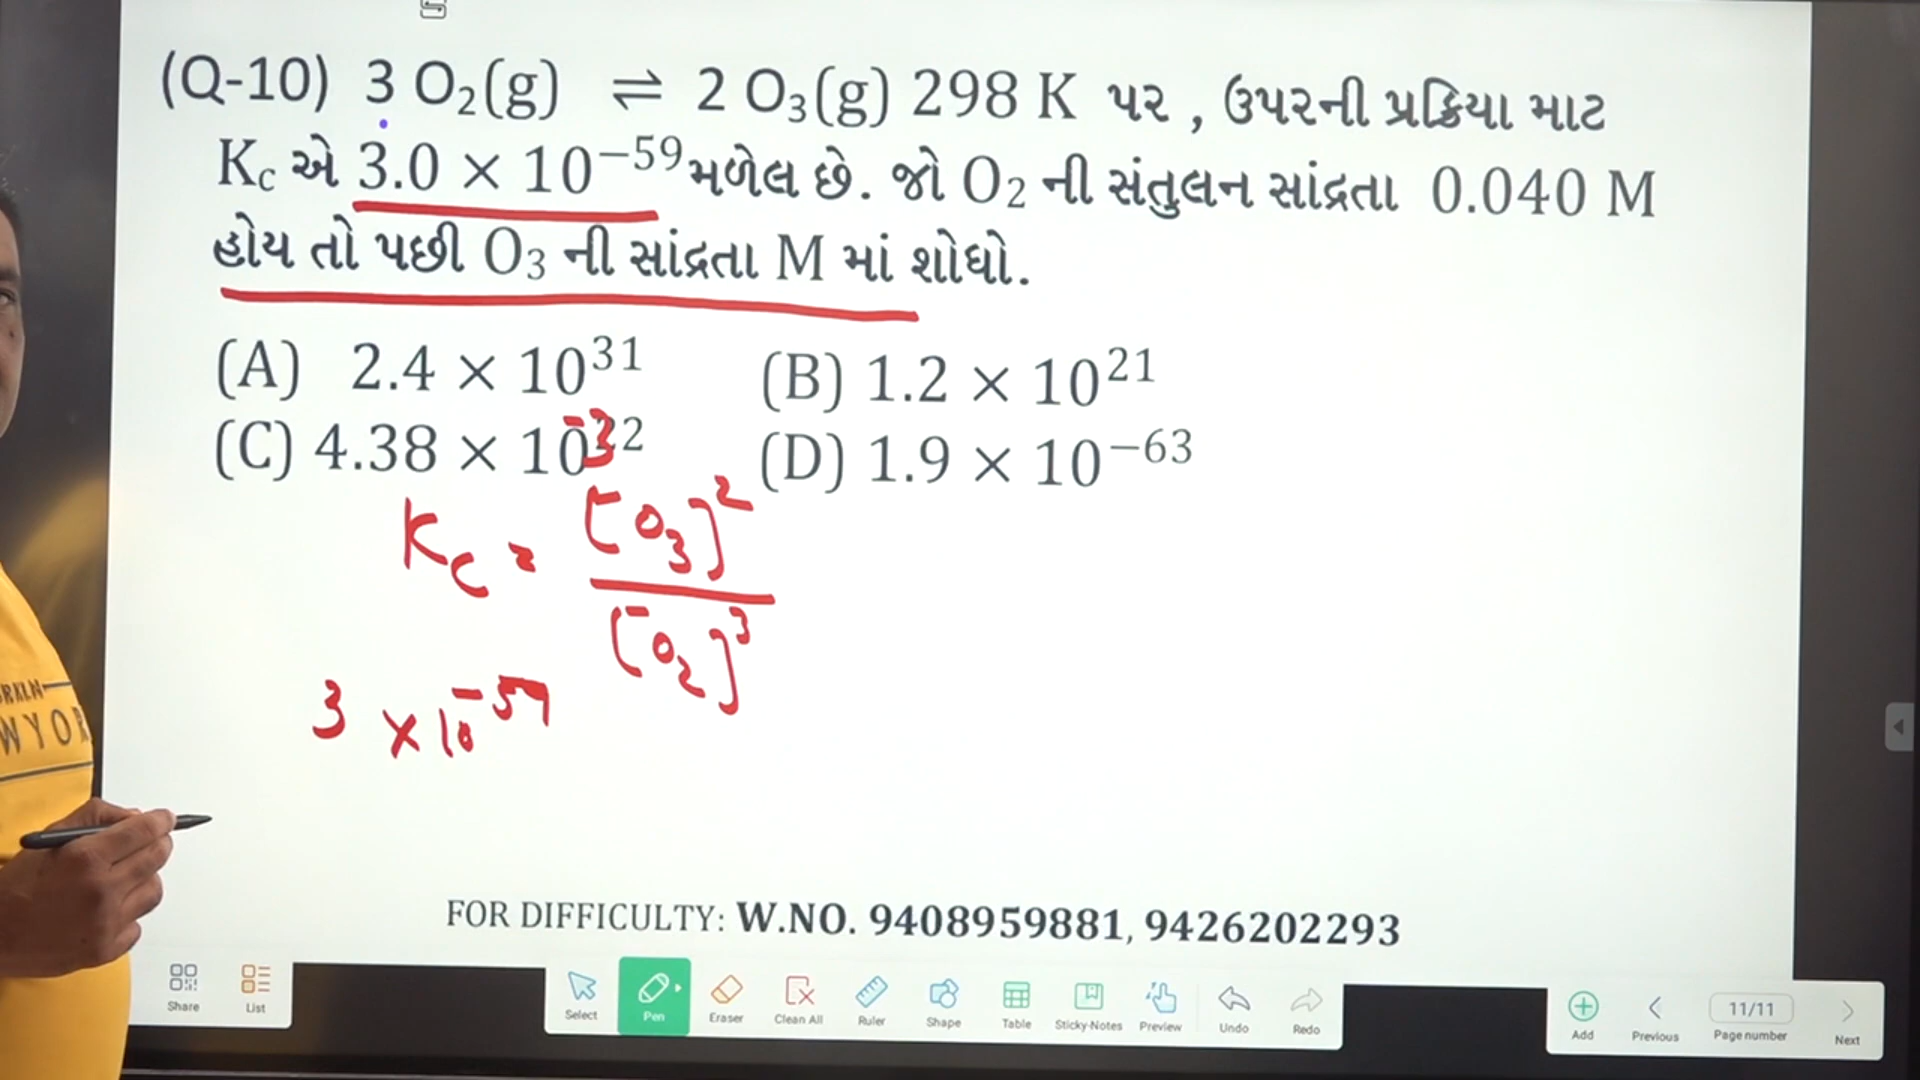 (Q-10) 3 O₂(g) ⇌ 2 O₃(g) 298 K પર , ઉપરની પ્રક્રિયા માટ
K꜀ એ 3.0 × 10⁻⁵⁹ મળેલ છે. જો O₂ ની સંતુલન સાંદ્રતા 0.040 M
હોય તો પછી O₃ ની સાંદ્રતા M માં શોધો.
(A) 2.4 × 10³¹ (B) 1.2 × 10²¹
(C) 4.38 × 10⁻³² (D) 1.9 × 10⁻⁶³
K꜀ = [O₃]² / [O₂]³
3 × 10⁻⁵⁹
RKLN
WYOR
FOR DIFFICULTY: W.NO. 9408959881, 9426202293
Share List Select Pen Eraser Clean All Ruler Shape Table Sticky-Notes Preview Undo Redo Add Previous 11/11 Page number Next